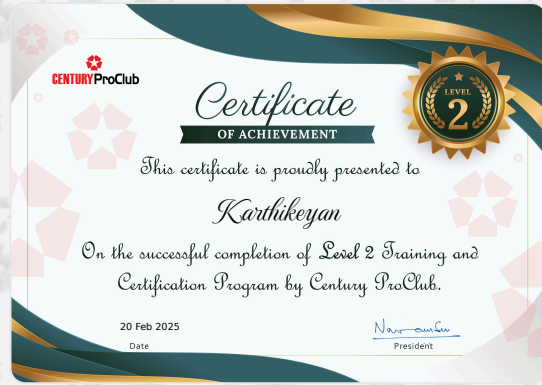 CENTURY ProClub
Certificate
OF ACHIEVEMENT
LEVEL
2
This certificate is proudly presented to
Karthikeyan
On the successful completion of Level 2 Training and
Certification Program by Century ProClub.
20 Feb 2025
Date
President